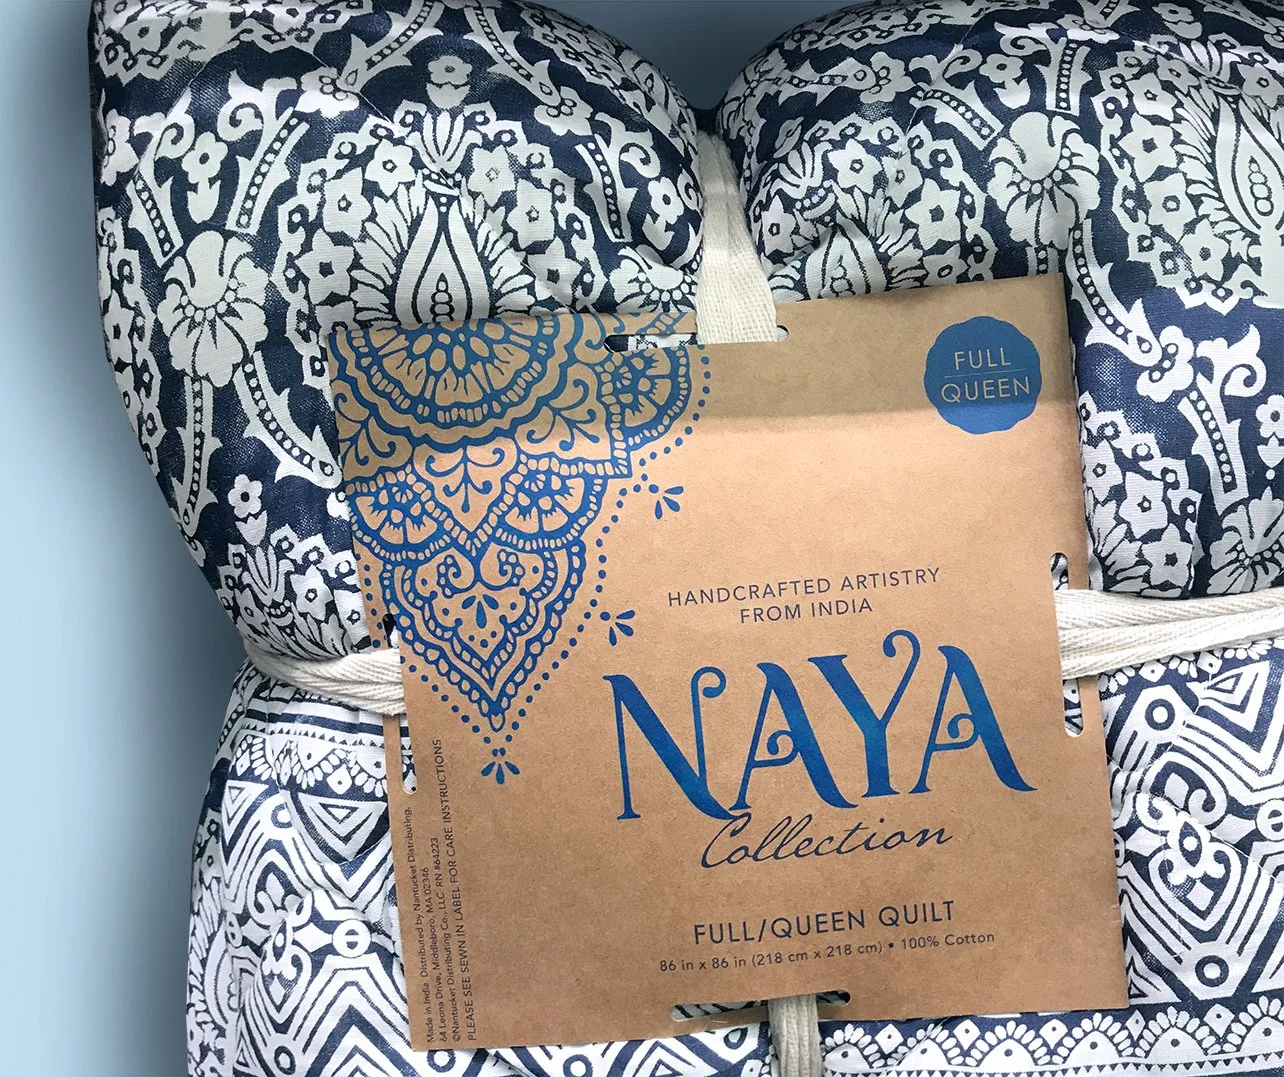 FULL
QUEEN
HANDCRAFTED ARTISTRY
FROM INDIA
NAYA
Collection
FULL/QUEEN QUILT
86 in x 86 in (218 cm x 218 cm) • 100% Cotton
Made in India. Distributed by Nantucket Distributing,
64 Leona Drive, Middleboro, MA 02346
©Nantucket Distributing Co., LLC RN #64223
PLEASE SEE SEWN IN LABEL FOR CARE INSTRUCTIONS